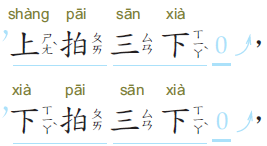 shàng pāi sān xià
’上ㄕㄤˋ拍ㄆㄞ三ㄙㄢ下ㄒㄧㄚˋ 0 ，
xià pāi sān xià
’下ㄒㄧㄚˋ拍ㄆㄞ三ㄙㄢ下ㄒㄧㄚˋ 0 ，